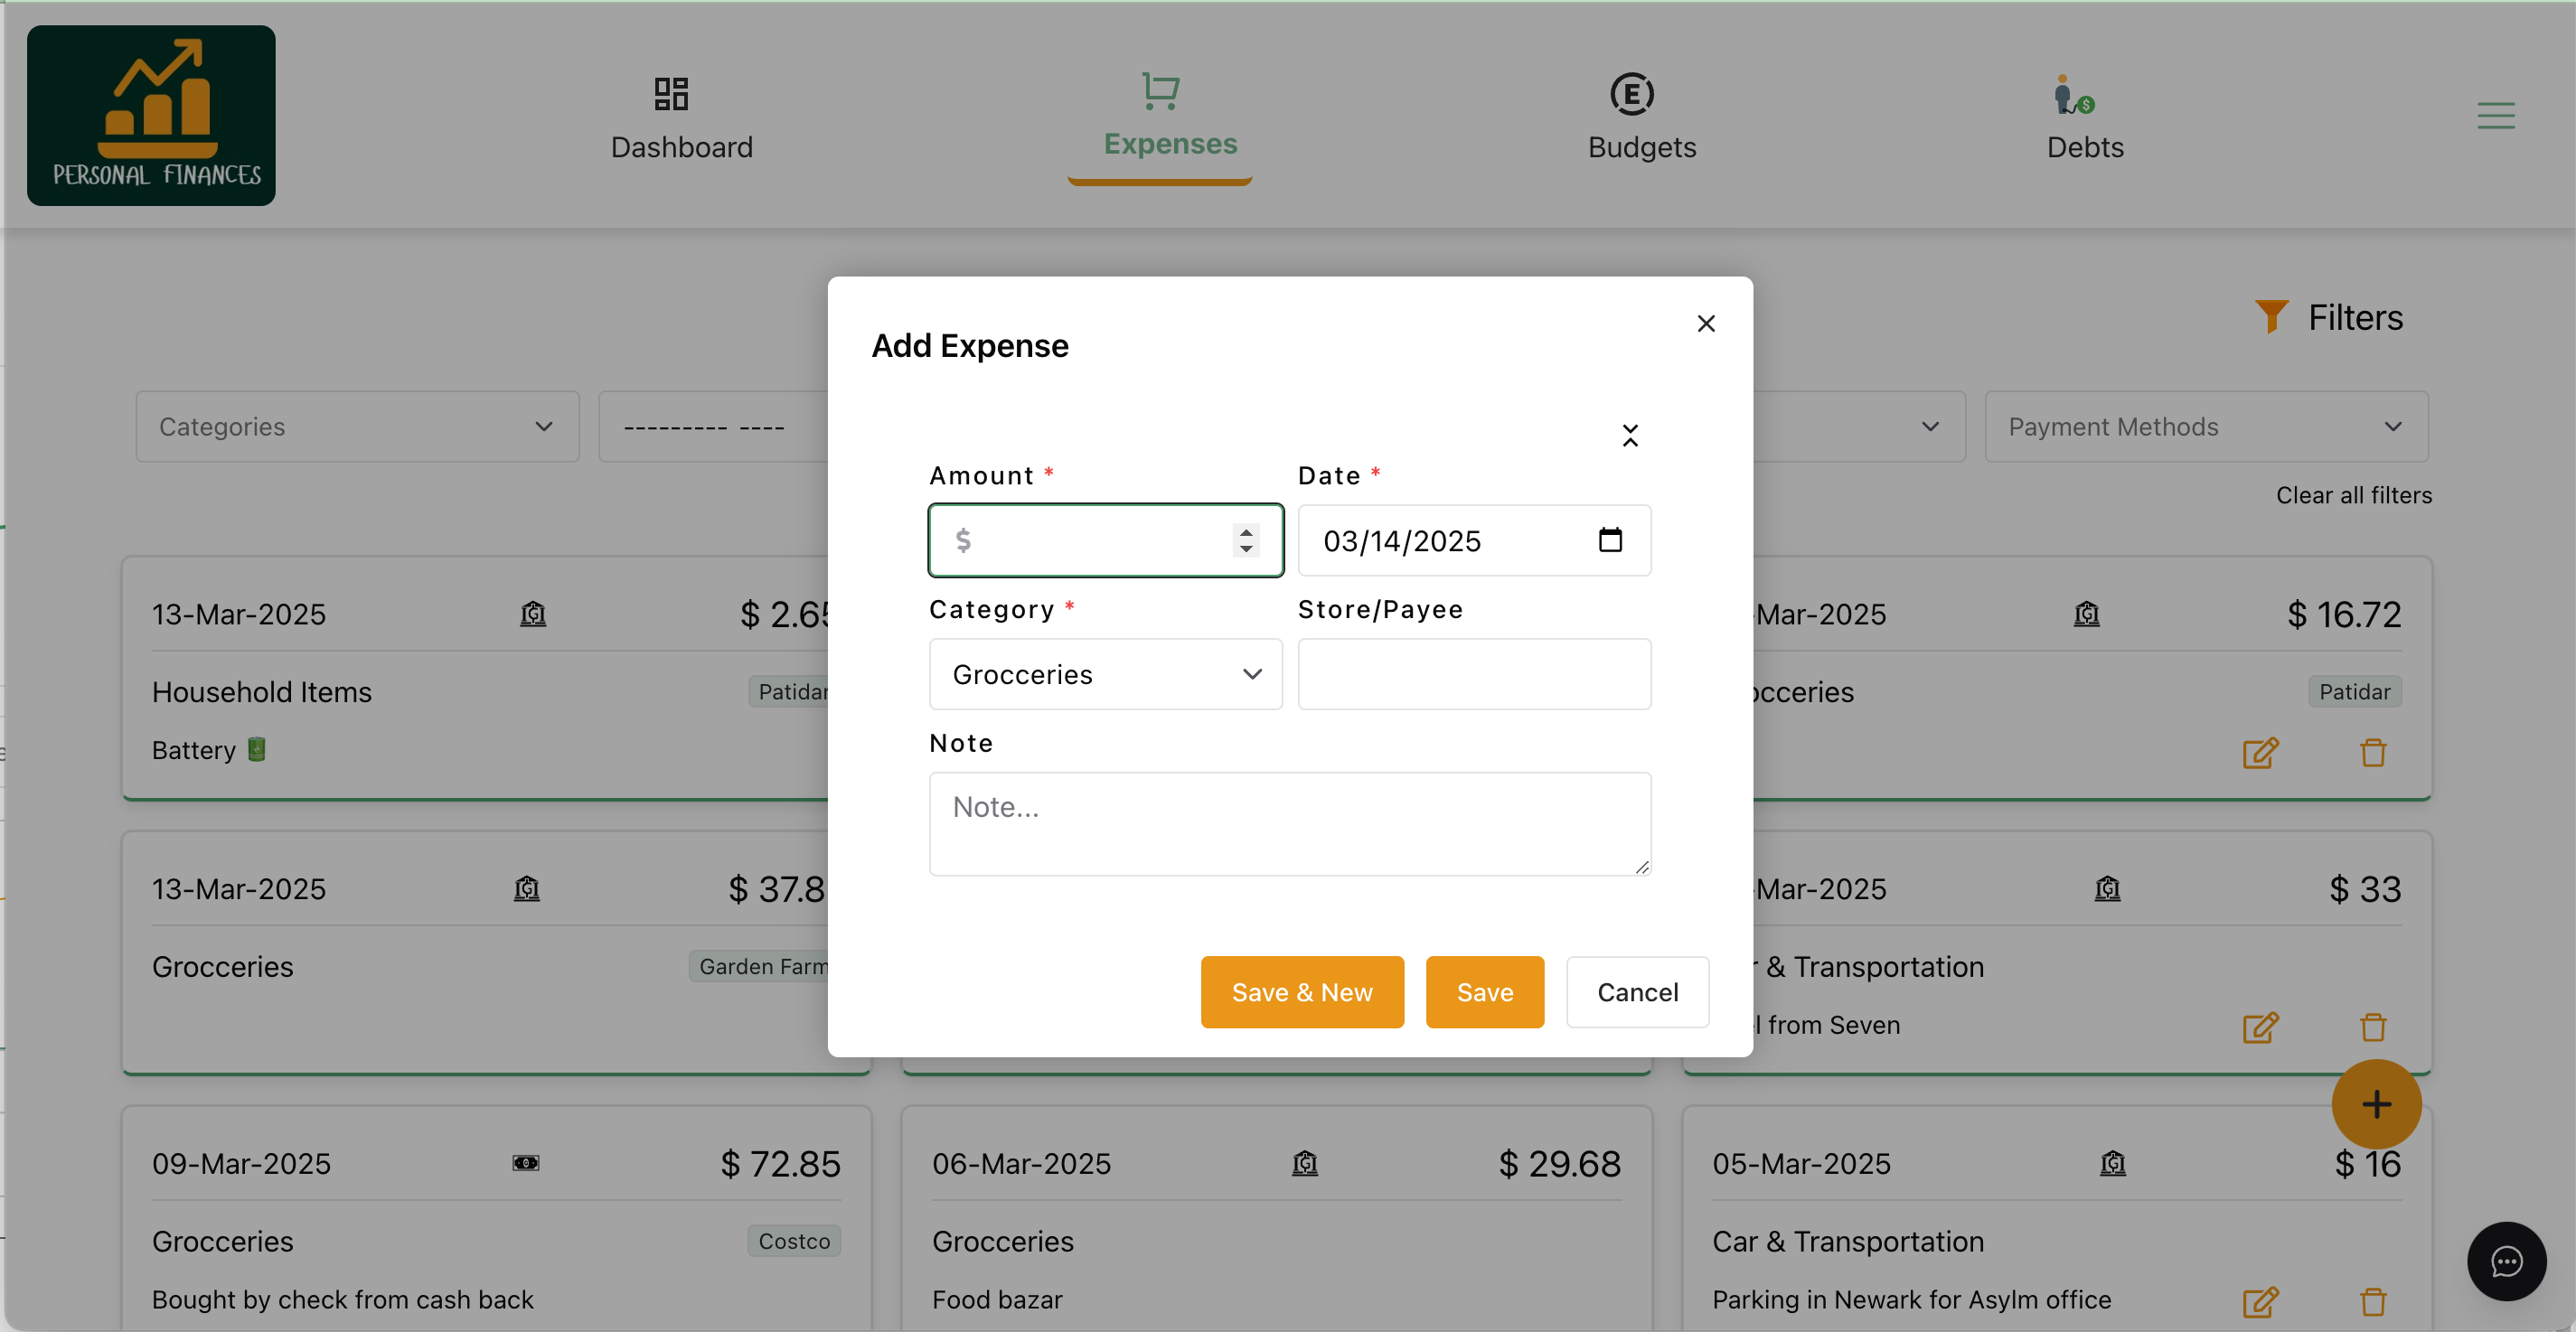 PERSONAL FINANCES
Dashboard
Expenses
Budgets
Debts
Filters
Categories
--------- ----
Payment Methods
Clear all filters
Add Expense
Amount *
Date *
$
03/14/2025
Category *
Store/Payee
Grocceries
Note
Note...
Save & New
Save
Cancel
13-Mar-2025
$ 2.65
Household Items
Patidar
Battery
-Mar-2025
$ 16.72
occeries
Patidar
13-Mar-2025
$ 37.8
Grocceries
Garden Farm
-Mar-2025
$ 33
r & Transportation
l from Seven
09-Mar-2025
$ 72.85
Grocceries
Costco
Bought by check from cash back
06-Mar-2025
$ 29.68
Grocceries
Food bazar
05-Mar-2025
$ 16
Car & Transportation
Parking in Newark for Asylm office